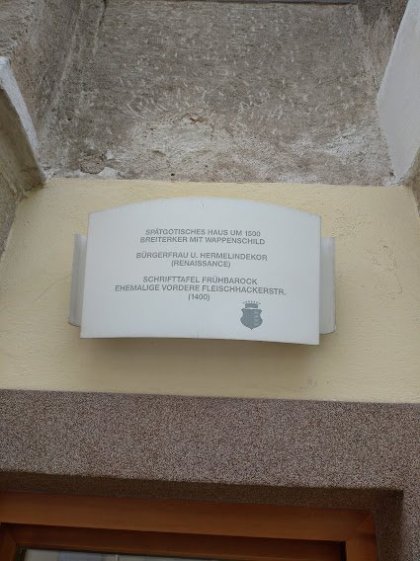 SPÄTGOTISCHES HAUS UM 1500
BREITERKER MIT WAPPENSCHILD
BÜRGERFRAU U. HERMELINDEKOR
(RENAISSANCE)
SCHRIFTTAFEL FRÜHBAROCK
EHEMALIGE VORDERE FLEISCHHACKERSTR.
(1400)